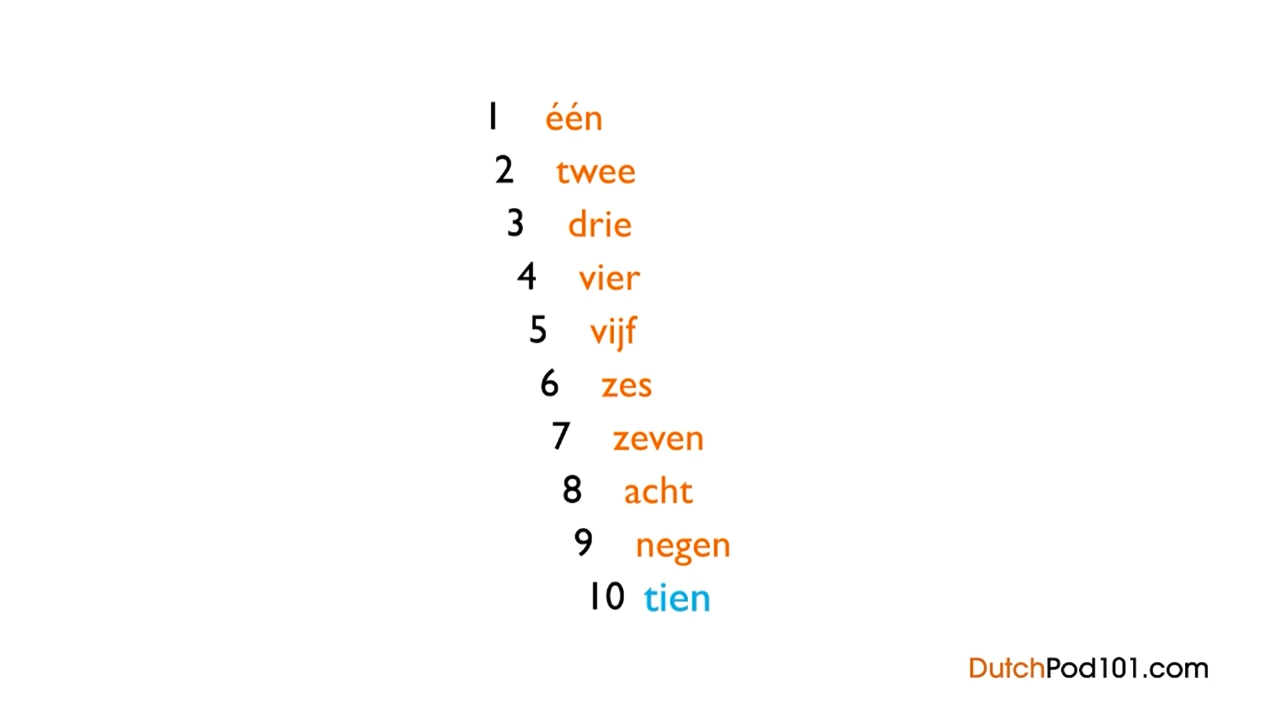 1 één
2 twee
3 drie
4 vier
5 vijf
6 zes
7 zeven
8 acht
9 negen
10 tien
DutchPod101.com